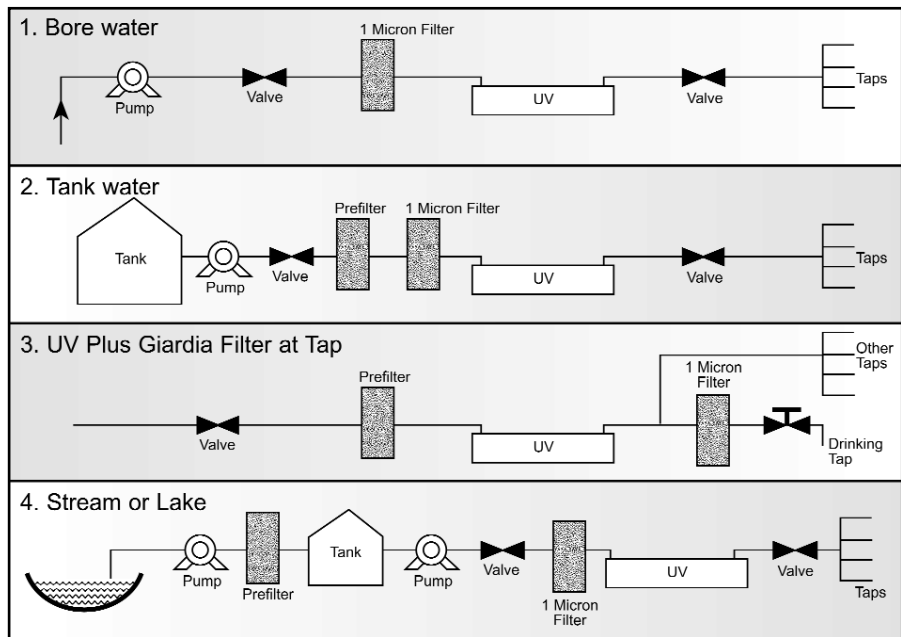 1. Bore water
1 Micron Filter
Pump
Valve
UV
Valve
Taps
2. Tank water
Prefilter
1 Micron Filter
Tank
Pump
Valve
UV
Valve
Taps
3. UV Plus Giardia Filter at Tap
Prefilter
1 Micron
Filter
Other
Taps
Valve
UV
Drinking
Tap
4. Stream or Lake
Pump
Prefilter
Tank
Pump
Valve
1 Micron
Filter
UV
Valve
Taps